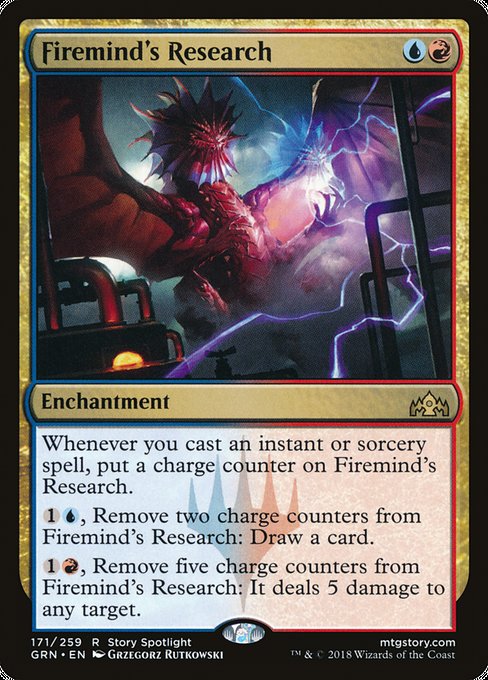 Firemind's Research
Enchantment
Whenever you cast an instant or sorcery
spell, put a charge counter on Firemind's
Research.
1, Remove two charge counters from
Firemind's Research: Draw a card.
1, Remove five charge counters from
Firemind's Research: It deals 5 damage to
any target.
171/259 R Story Spotlight mtgstory.com
GRN • EN Grzegorz Rutkowski ™ & © 2018 Wizards of the Coast